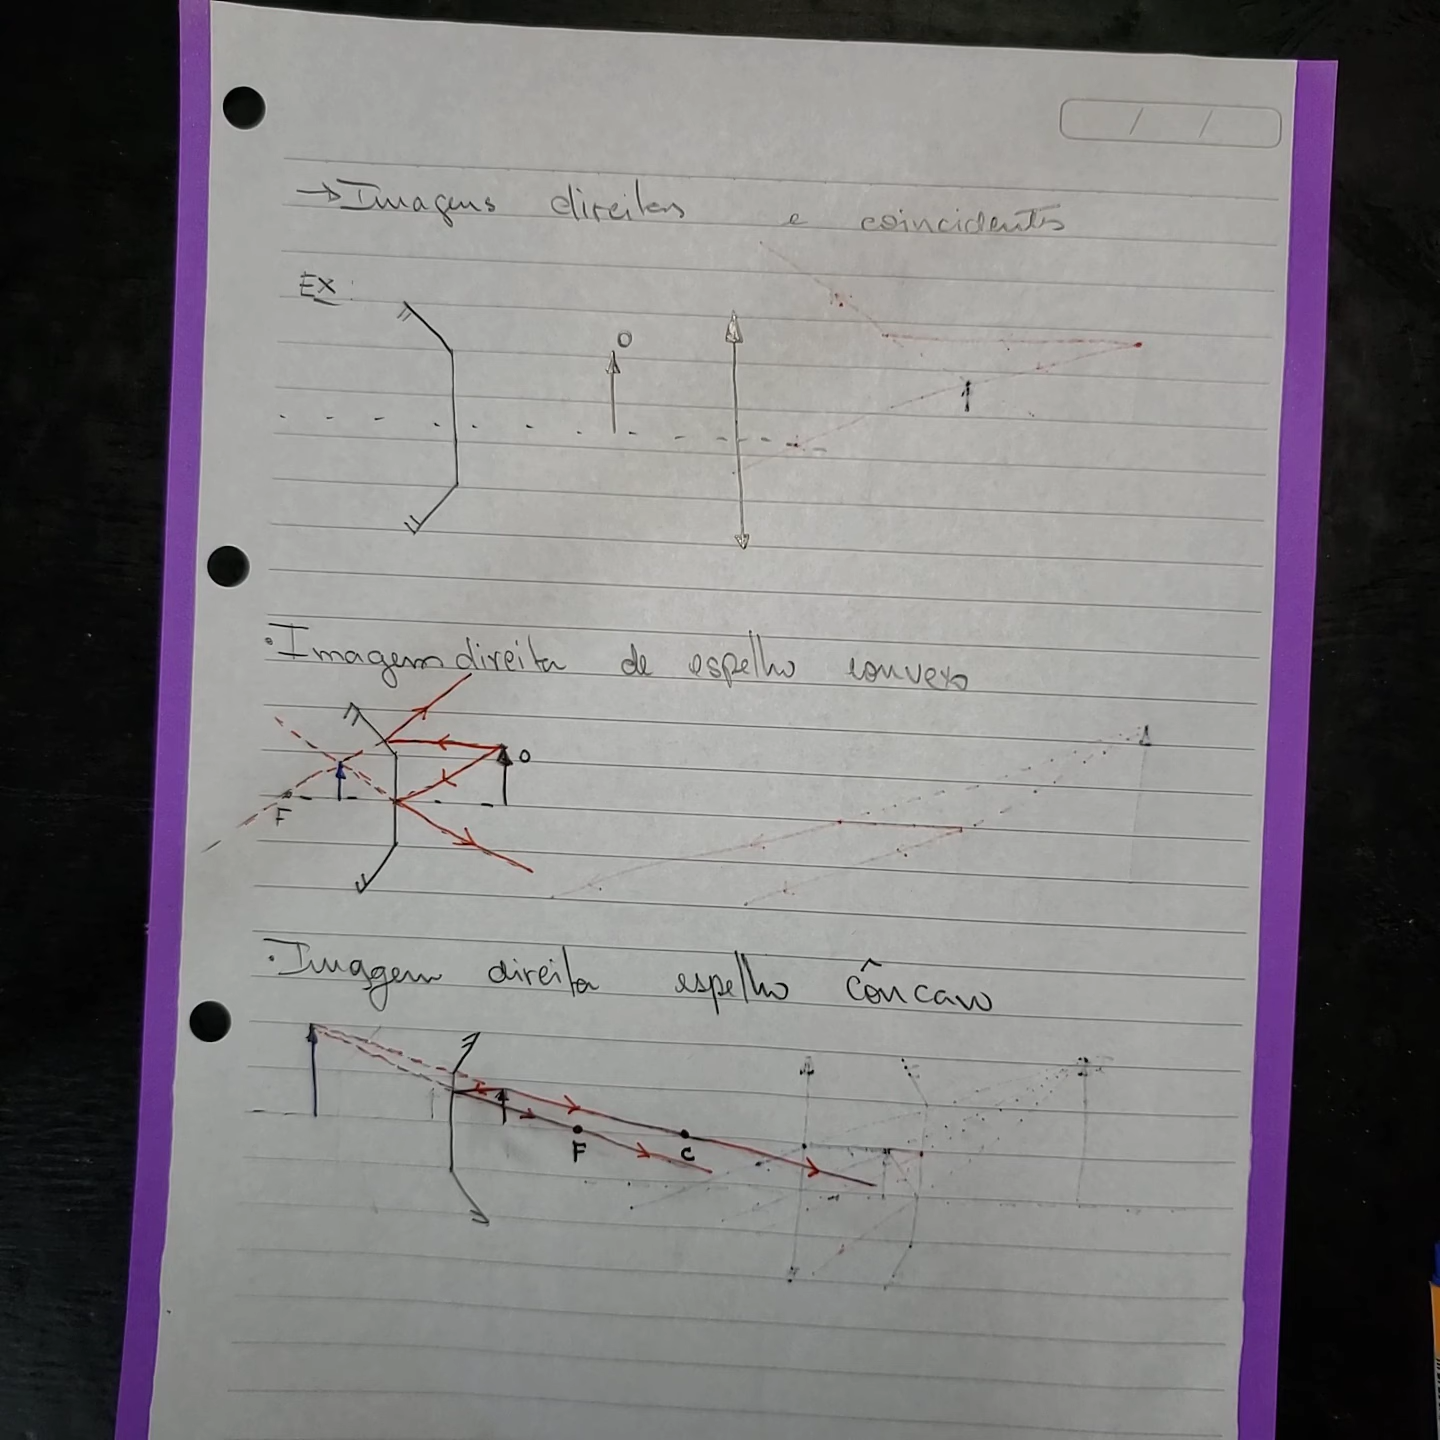 → Imagens direitas e coincidentes
/ /
EX:
O
• Imagem direita de espelho convexo
O
F
• Imagem direita espelho côncavo
F C